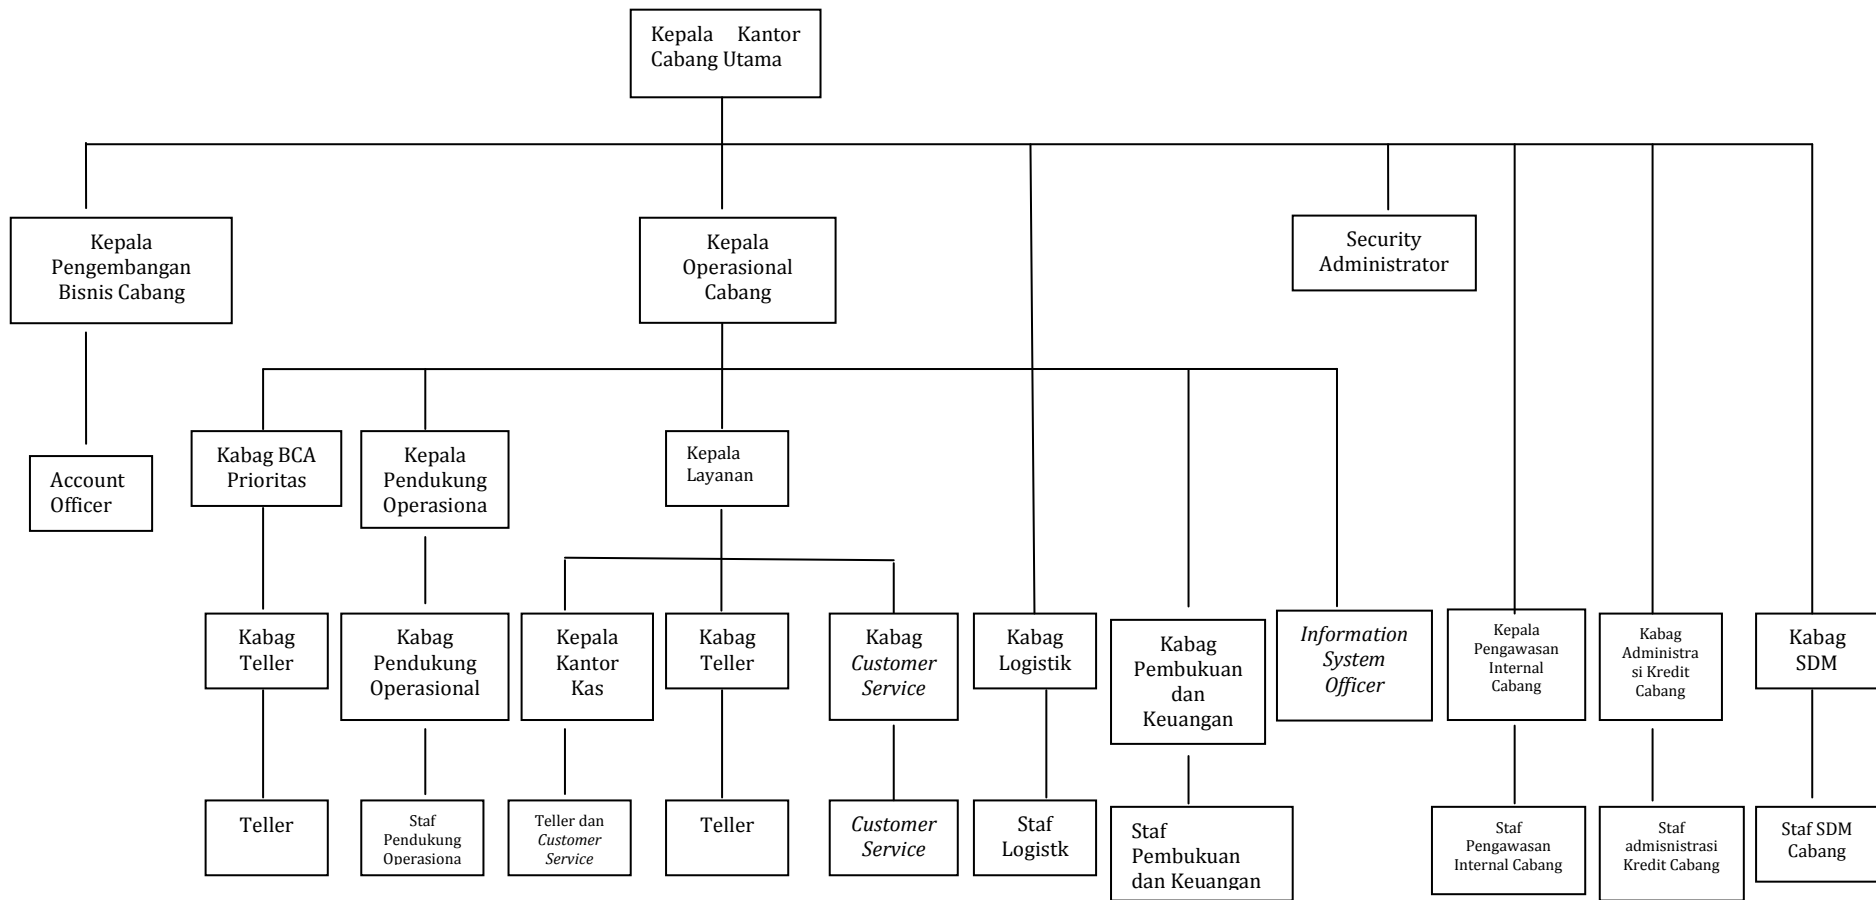 Kepala Kantor
Cabang Utama
Kepala
Pengembangan
Bisnis Cabang
Kepala
Operasional
Cabang
Security
Administrator
Account
Officer
Kabag BCA
Prioritas
Kepala
Pendukung
Operasiona
Kepala
Layanan
Kabag
Teller
Kabag
Pendukung
Operasional
Kepala
Kantor
Kas
Kabag
Teller
Kabag
Customer
Service
Kabag
Logistik
Kabag
Pembukuan
dan
Keuangan
Information
System
Officer
Kepala
Pengawasan
Internal
Cabang
Kabag
Administra
si Kredit
Cabang
Kabag
SDM
Teller
Staf
Pendukung
Operasiona
Teller dan
Customer
Service
Teller
Customer
Service
Staf
Logistk
Staf
Pembukuan
dan Keuangan
Staf
Pengawasan
Internal Cabang
Staf
admisnistrasi
Kredit Cabang
Staf SDM
Cabang